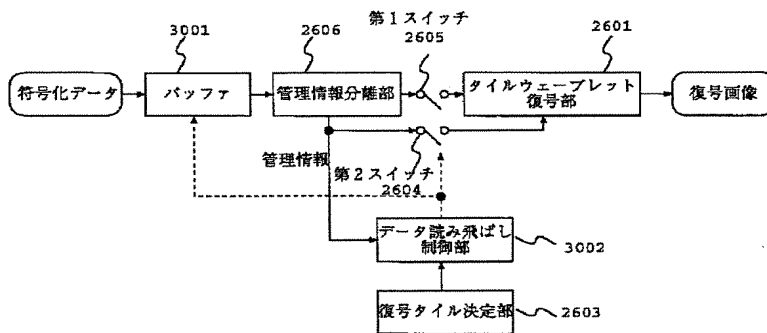 第1スイッチ
3001
2606
2605
2601
符号化データ
バッファ
管理情報分離部
タイルウェーブレット
復号部
復号画像
管理情報
第2スイッチ
2604
データ読み飛ばし
制御部
3002
復号タイル決定部
2603